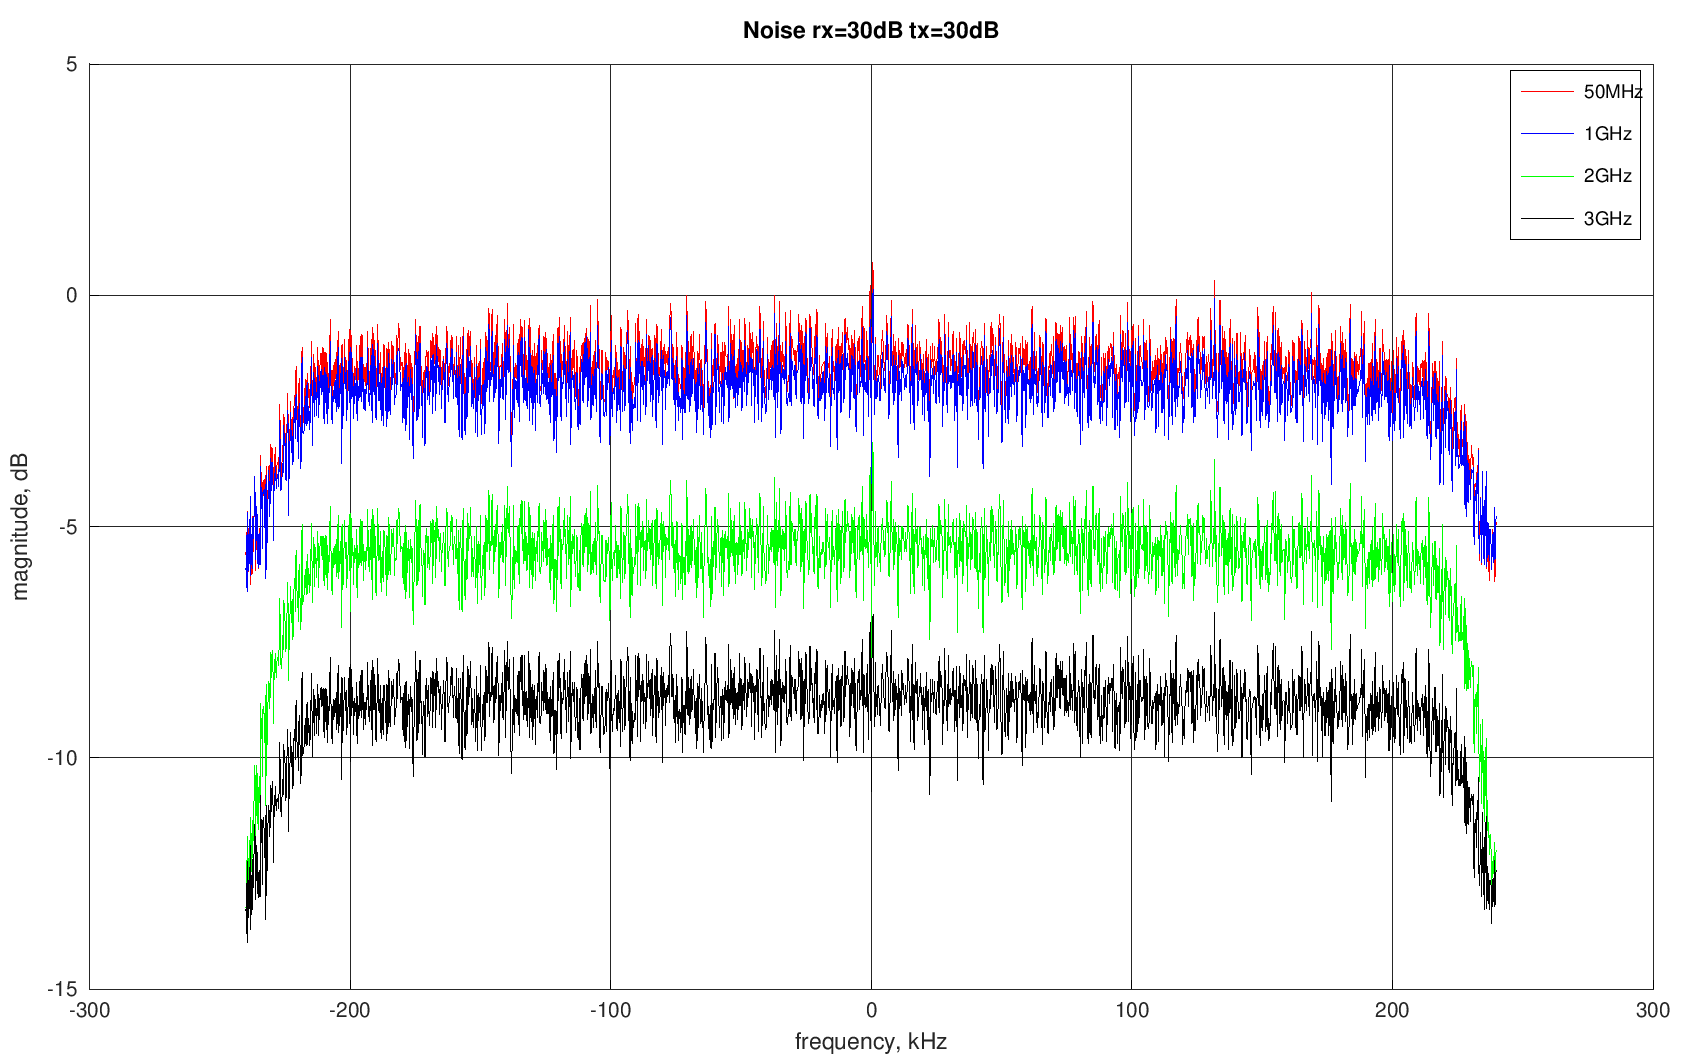 Noise rx=30dB tx=30dB
5
0
-5
-10
-15
magnitude, dB
50MHz
1GHz
2GHz
3GHz
-300 -200 -100 0 100 200 300
frequency, kHz